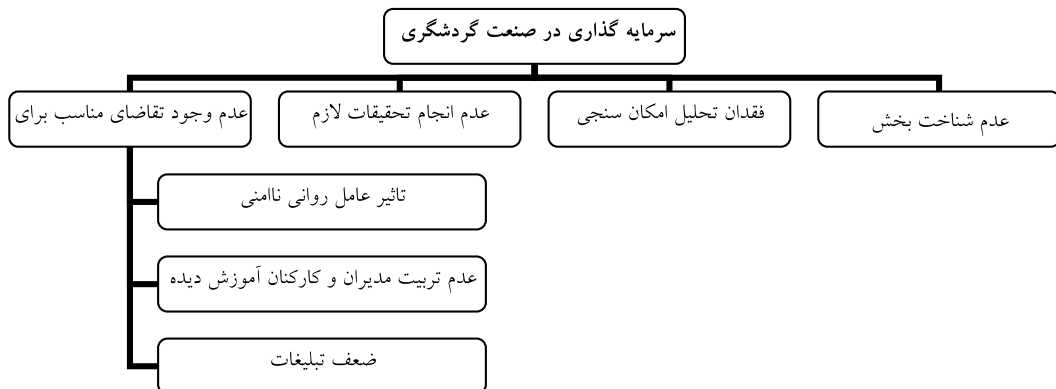 سرمایه گذاری در صنعت گردشگری
عدم شناخت بخش
فقدان تحلیل امکان سنجی
عدم انجام تحقیقات لازم
عدم وجود تقاضای مناسب برای
تاثیر عامل روانی ناامنی
عدم تربیت مدیران و کارکنان آموزش دیده
ضعف تبلیغات